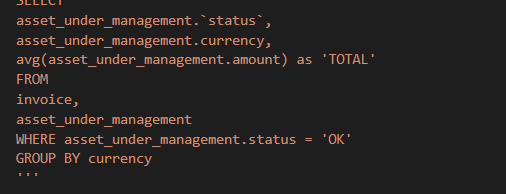 SELECT
asset_under_management.`status`,
asset_under_management.currency,
avg(asset_under_management.amount) as 'TOTAL'
FROM
invoice,
asset_under_management
WHERE asset_under_management.status = 'OK'
GROUP BY currency
'''